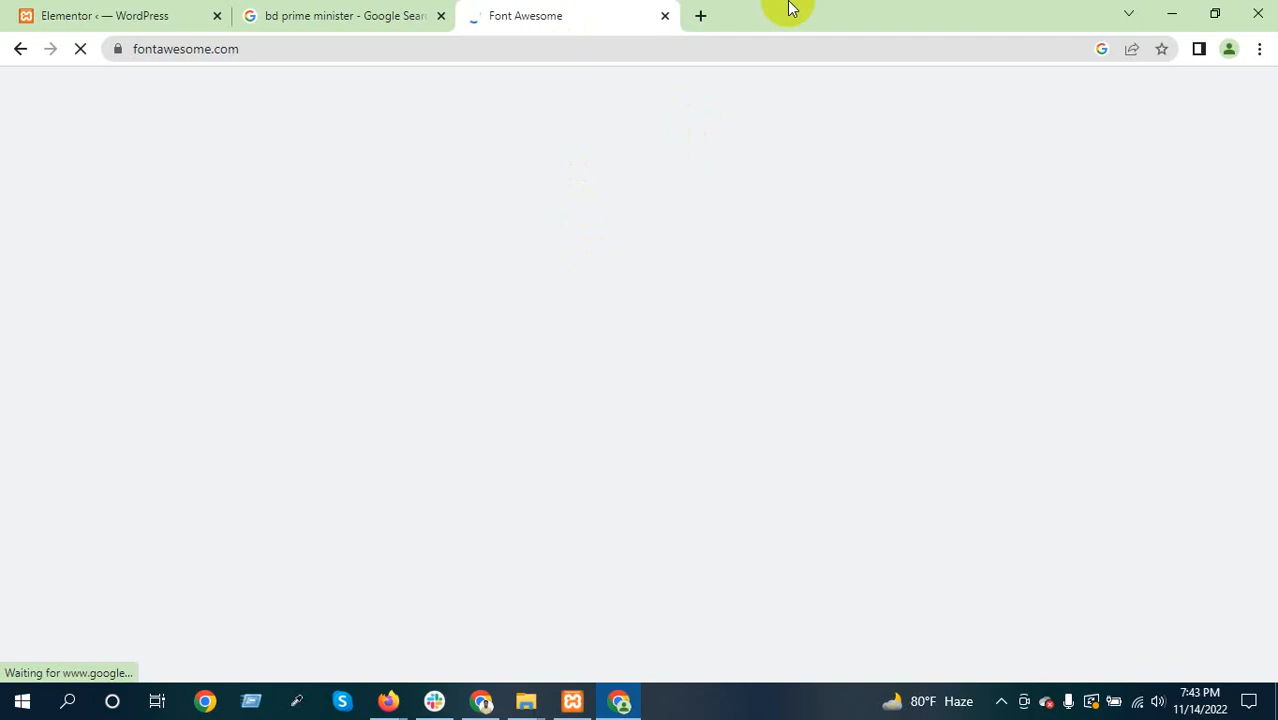 Elementor ‹ — WordPress
bd prime minister - Google Sear
Font Awesome
fontawesome.com
Waiting for www.google...
80°F Haze
7:43 PM
11/14/2022